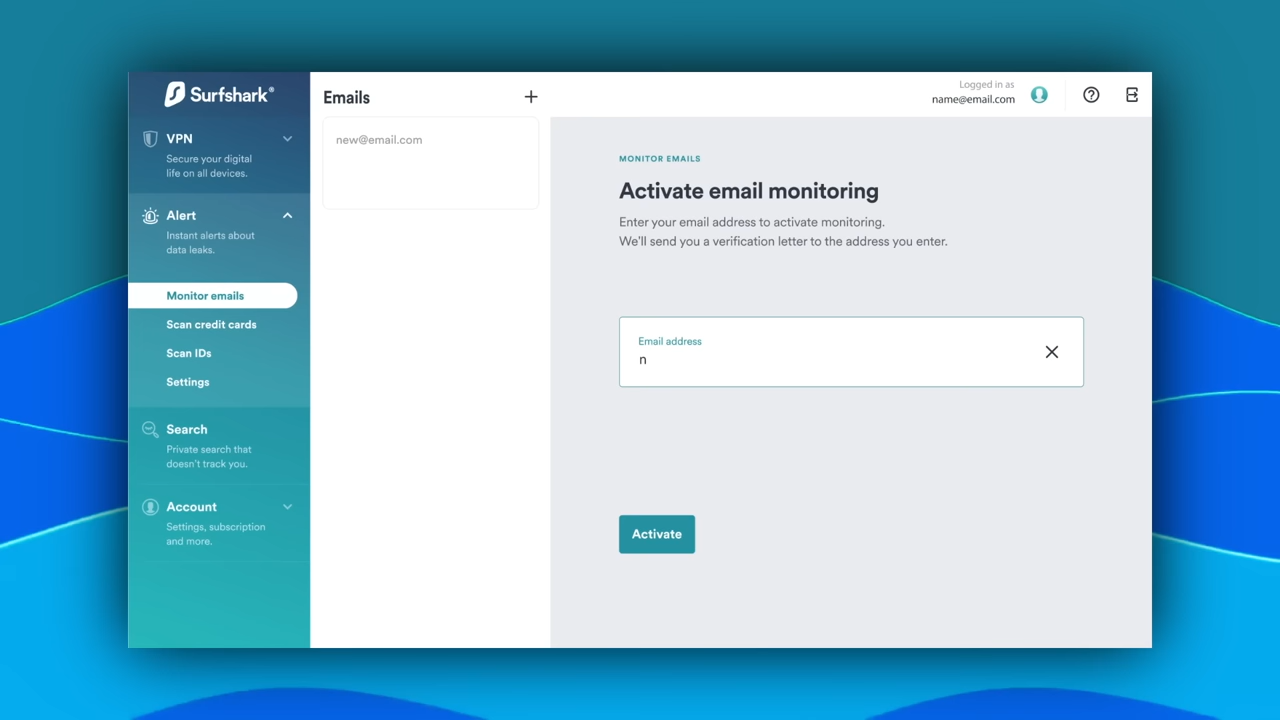 Surfshark®
VPN
Secure your digital
life on all devices.
Alert
Instant alerts about
data leaks.
Monitor emails
Scan credit cards
Scan IDs
Settings
Search
Private search that
doesn't track you.
Account
Settings, subscription
and more.
Emails
new@email.com
Logged in as
name@email.com
MONITOR EMAILS
Activate email monitoring
Enter your email address to activate monitoring.
We'll send you a verification letter to the address you enter.
Email address
n
Activate